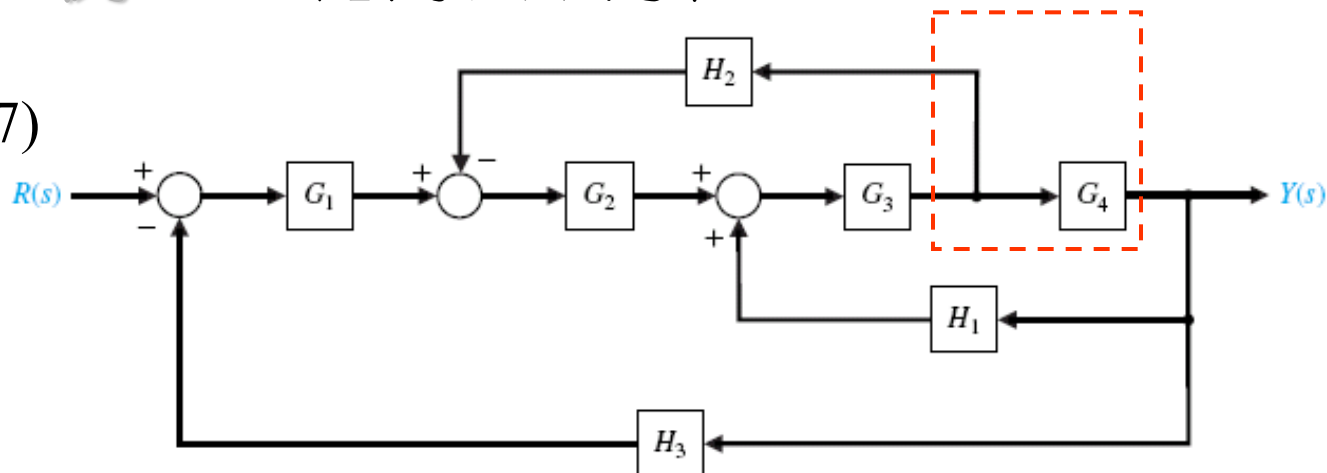 H₂
7)
+ + − +
R(s) G₁ G₂ G₃ G₄ Y(s)
− +
H₁
H₃